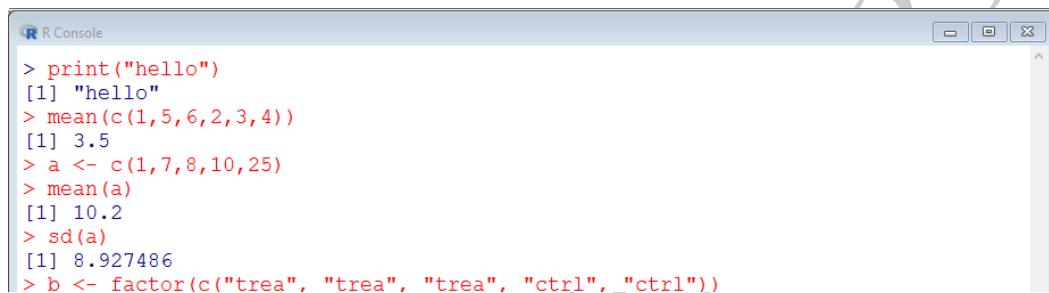 R Console
> print("hello")
[1] "hello"
> mean(c(1,5,6,2,3,4))
[1] 3.5
> a <- c(1,7,8,10,25)
> mean(a)
[1] 10.2
> sd(a)
[1] 8.927486
> b <- factor(c("trea", "trea", "trea", "ctrl", "ctrl"))